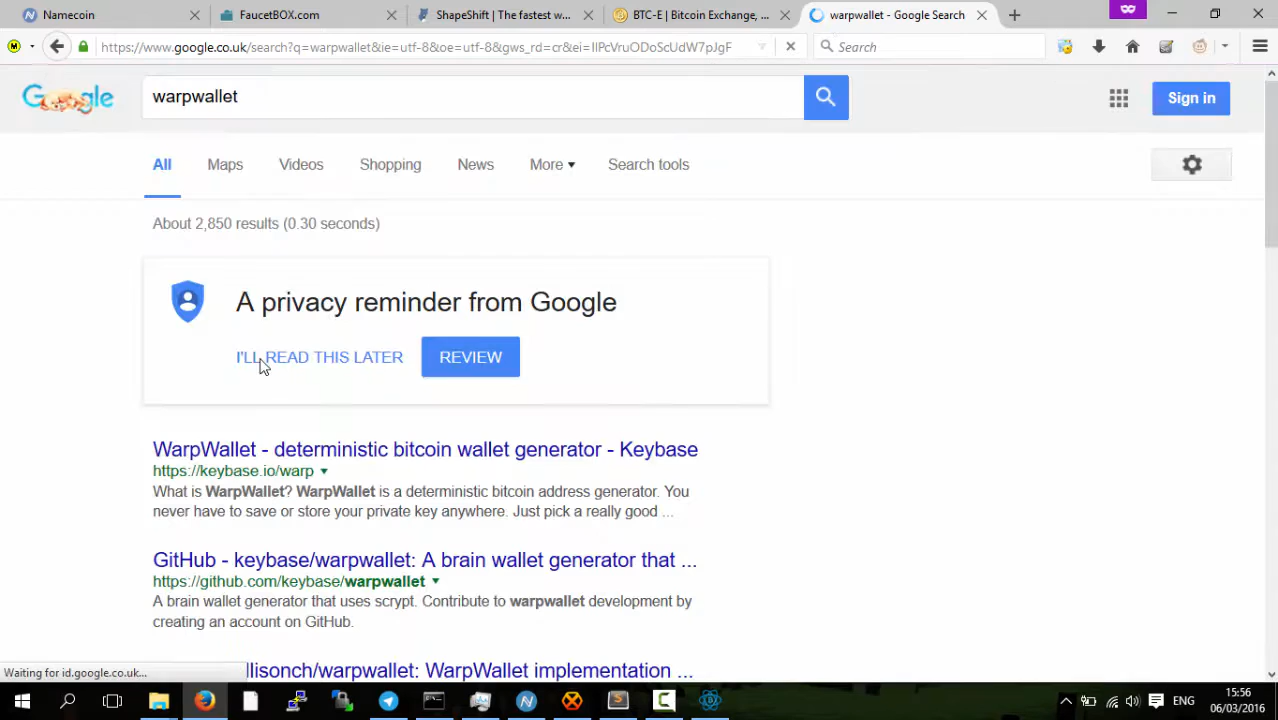 Namecoin
FaucetBOX.com
ShapeShift | The fastest w...
BTC-E | Bitcoin Exchange, ...
warpwallet - Google Search
https://www.google.co.uk/search?q=warpwallet&ie=utf-8&oe=utf-8&gws_rd=cr&ei=IlPcVruODoScUdW7pJgF
Search
Google
warpwallet
Sign in
All
Maps
Videos
Shopping
News
More
Search tools
About 2,850 results (0.30 seconds)
A privacy reminder from Google
I'LL READ THIS LATER
REVIEW
WarpWallet - deterministic bitcoin wallet generator - Keybase
https://keybase.io/warp
What is WarpWallet? WarpWallet is a deterministic bitcoin address generator. You
never have to save or store your private key anywhere. Just pick a really good ...
GitHub - keybase/warpwallet: A brain wallet generator that ...
https://github.com/keybase/warpwallet
A brain wallet generator that uses scrypt. Contribute to warpwallet development by
creating an account on GitHub.
llisonch/warpwallet: WarpWallet implementation ...
Waiting for id.google.co.uk...
ENG
15:56
06/03/2016